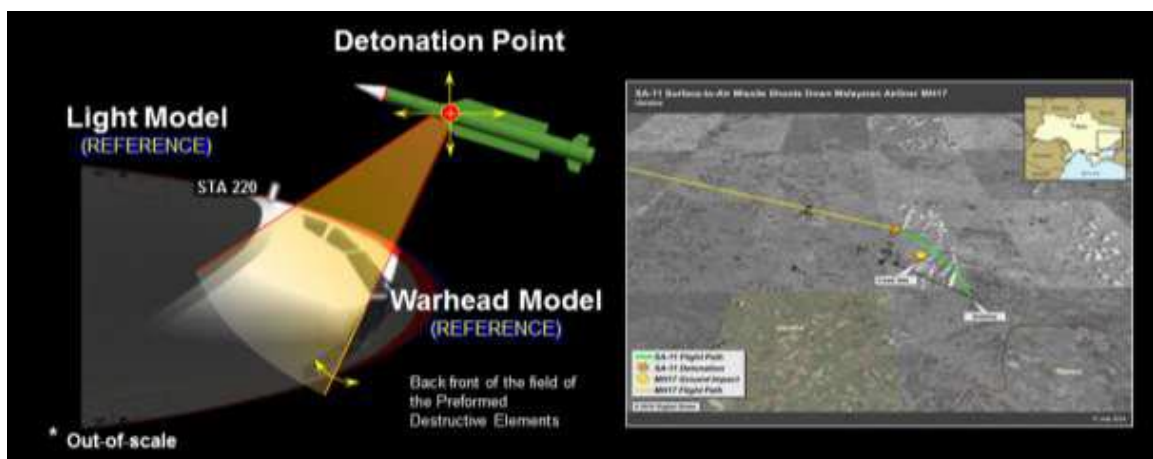 Detonation Point
Light Model
(REFERENCE)
STA 220
Warhead Model
(REFERENCE)
Back front of the field of
the Preformed
Destructive Elements
* Out-of-scale
SA-11 Surface-to-Air Missile Shoots Down Malaysian Airliner MH17
Ukraine
SA-11 Flight Path
SA-11 Detonation
MH17 Ground Impact
MH17 Flight Path